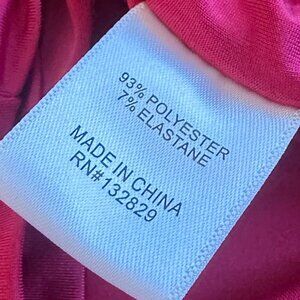 93% POLYESTER
7% ELASTANE
MADE IN CHINA
RN#132829